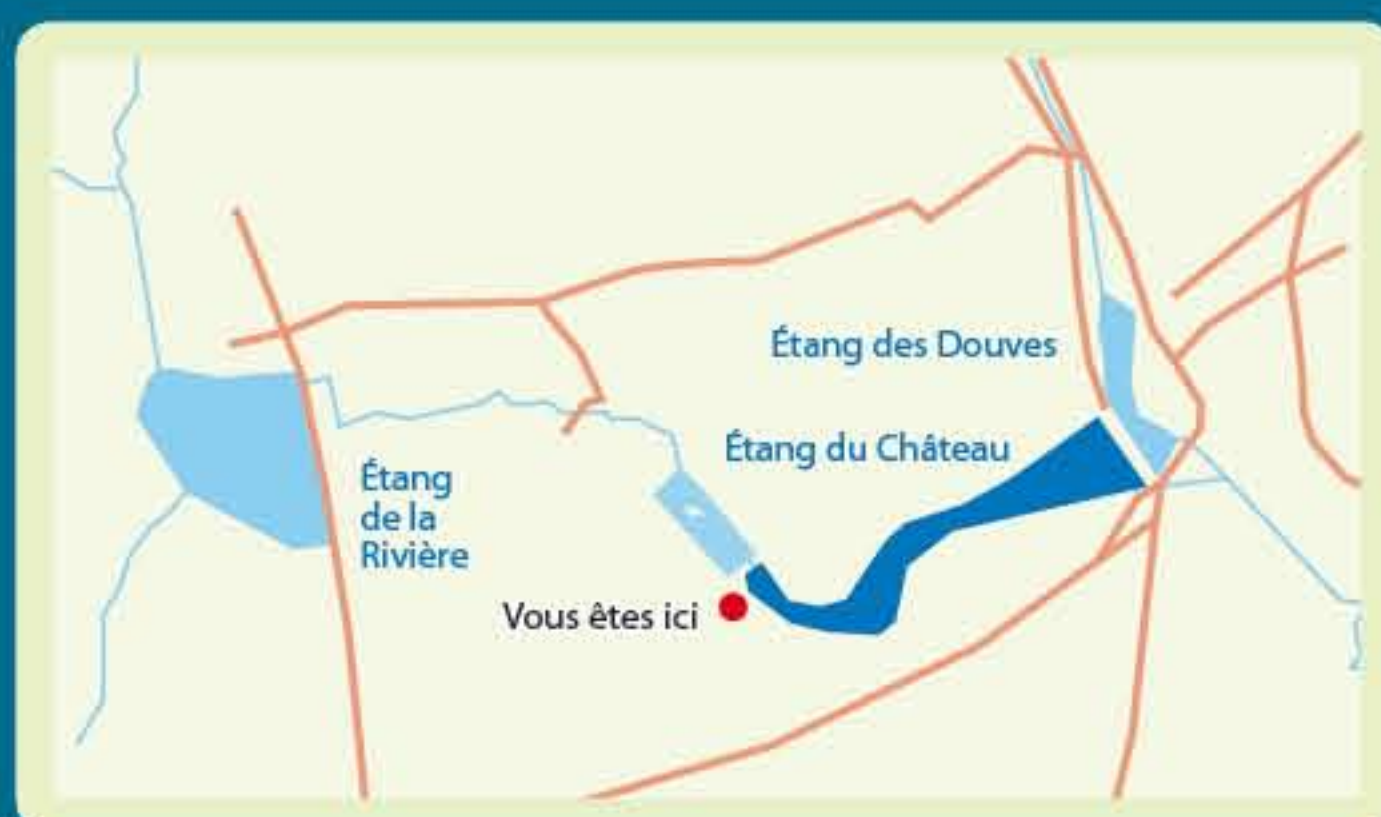 Étang des Douves
Étang du Château
Étang
de la
Rivière
Vous êtes ici